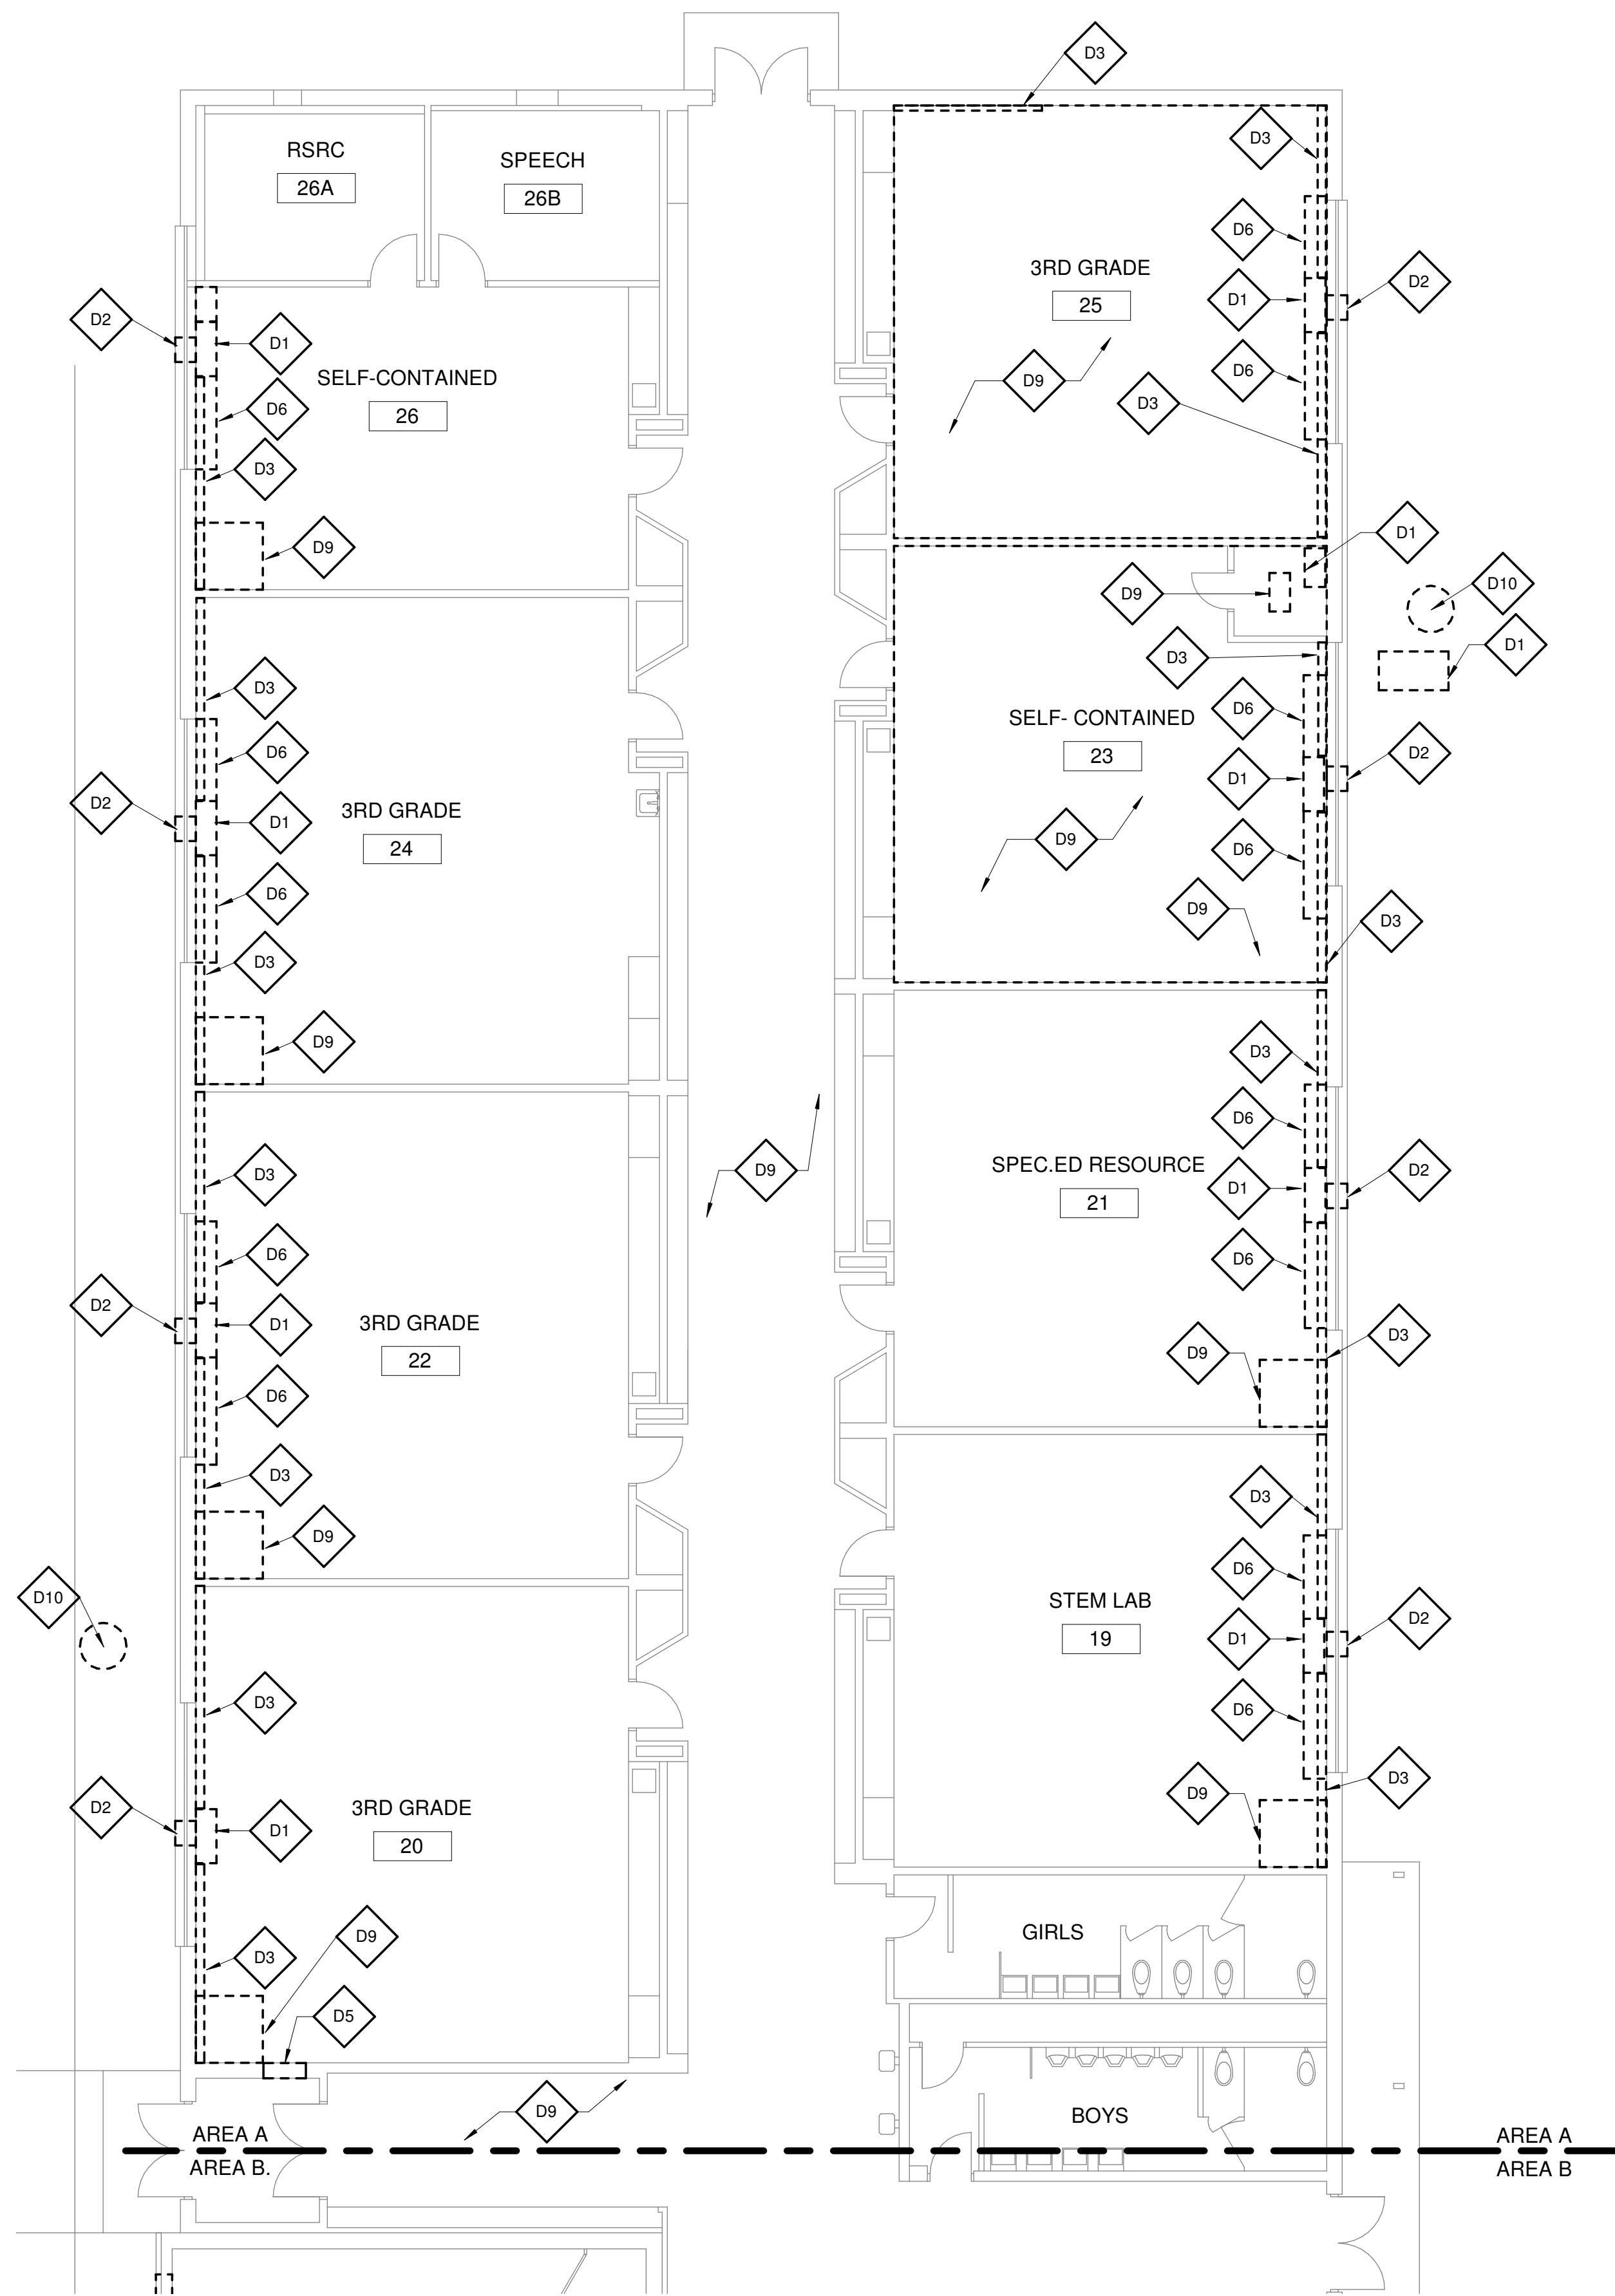 D3
D3
RSRC
26A
SPEECH
26B
D6
3RD GRADE
25
D1
D2
D2
D1
D6
D9
D3
SELF-CONTAINED
26
D6
D3
D9
D1
D9
D10
D1
D3
D3
D6
SELF- CONTAINED
23
D6
D2
D1
D2
3RD GRADE
24
D1
D9
D6
D6
D9
D3
D3
D9
D3
D6
D3
D9
SPEC.ED RESOURCE
21
D1
D2
D6
D6
D2
D1
3RD GRADE
22
D3
D9
D6
D3
D3
D9
D6
D10
STEM LAB
19
D1
D2
D3
D6
D3
D9
D2
3RD GRADE
20
D1
GIRLS
D9
D3
D5
D9
BOYS
AREA A
AREA B.
AREA A
AREA B